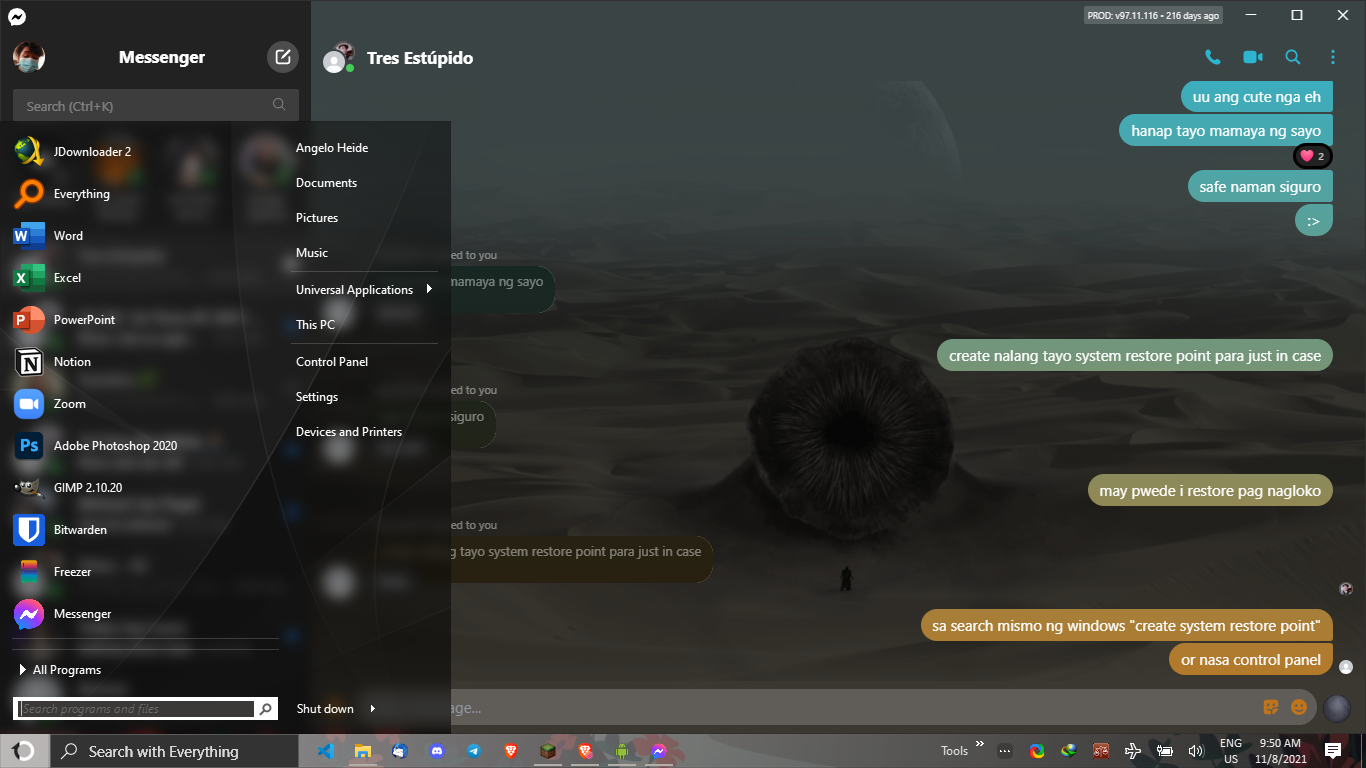 PROD: v97.11.116 • 216 days ago
Messenger
Tres Estúpido
Search (Ctrl+K)
uu ang cute nga eh
hanap tayo mamaya ng sayo
2
safe naman siguro
:>
ed to you
mamaya ng sayo
create nalang tayo system restore point para just in case
ed to you
siguro
may pwede i restore pag nagloko
ed to you
g tayo system restore point para just in case
sa search mismo ng windows "create system restore point"
or nasa control panel
age...
JDownloader 2
Everything
Word
Excel
PowerPoint
Notion
Zoom
Adobe Photoshop 2020
GIMP 2.10.20
Bitwarden
Freezer
Messenger
All Programs
Search programs and files
Angelo Heide
Documents
Pictures
Music
Universal Applications
This PC
Control Panel
Settings
Devices and Printers
Shut down
Search with Everything
Tools
ENG
US
9:50 AM
11/8/2021